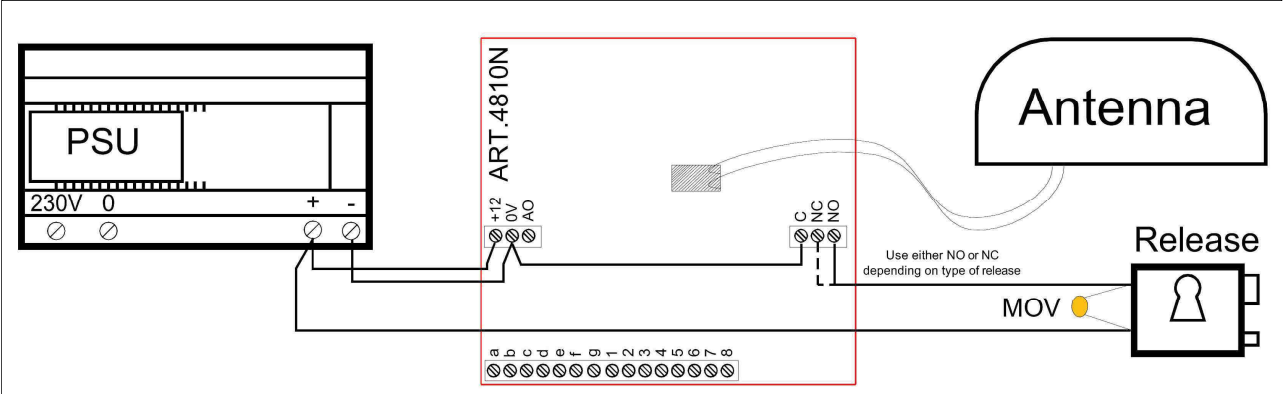 PSU
230V 0 + -
ART.4810N
+12
0V
AO
C
NC
NO
Antenna
Use either NO or NC
depending on type of release
Release
MOV
a
b
c
d
e
f
g
1
2
3
4
5
6
7
8